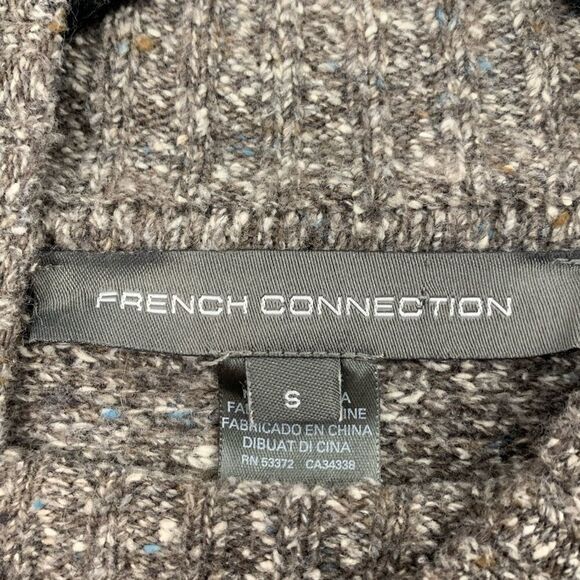 FRENCH CONNECTION
S
FABRICADO EN CHINA
DIBUAT DI CINA
RN 53372 CA34338